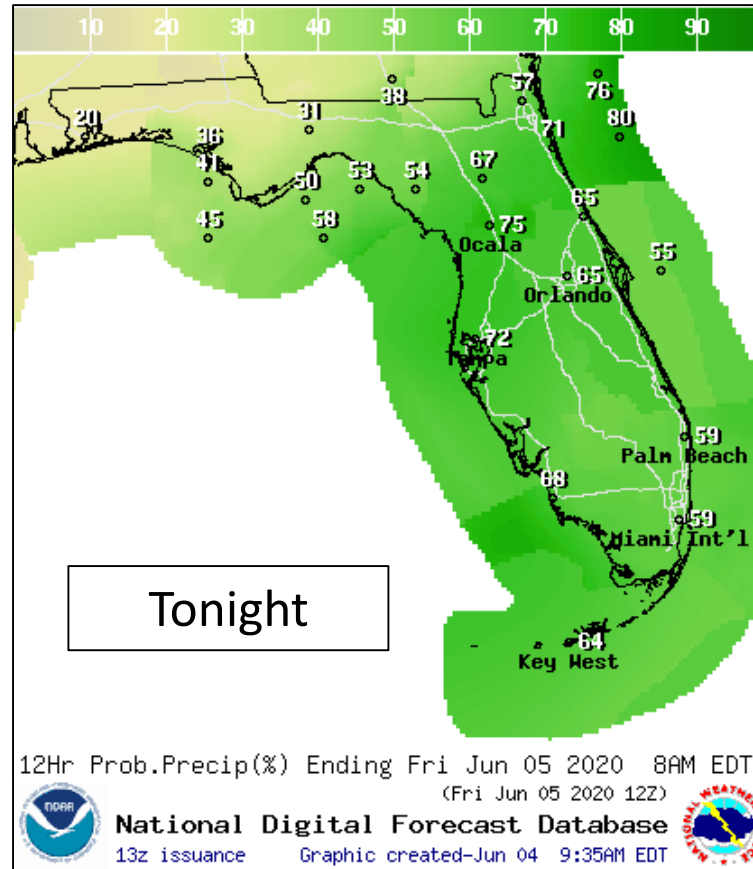 10 20 30 40 50 60 70 80 90
76
38
57
80
20
31
71
36
41
67
50
53
54
65
45
58
75
Ocala
55
65
Orlando
72
Tampa
59
Palm Beach
68
59
Miami Int'l
Tonight
64
Key West
12Hr Prob.Precip(%) Ending Fri Jun 05 2020 8AM EDT
(Fri Jun 05 2020 12Z)
NOAA
National Digital Forecast Database
13z issuance Graphic created-Jun 04 9:35AM EDT